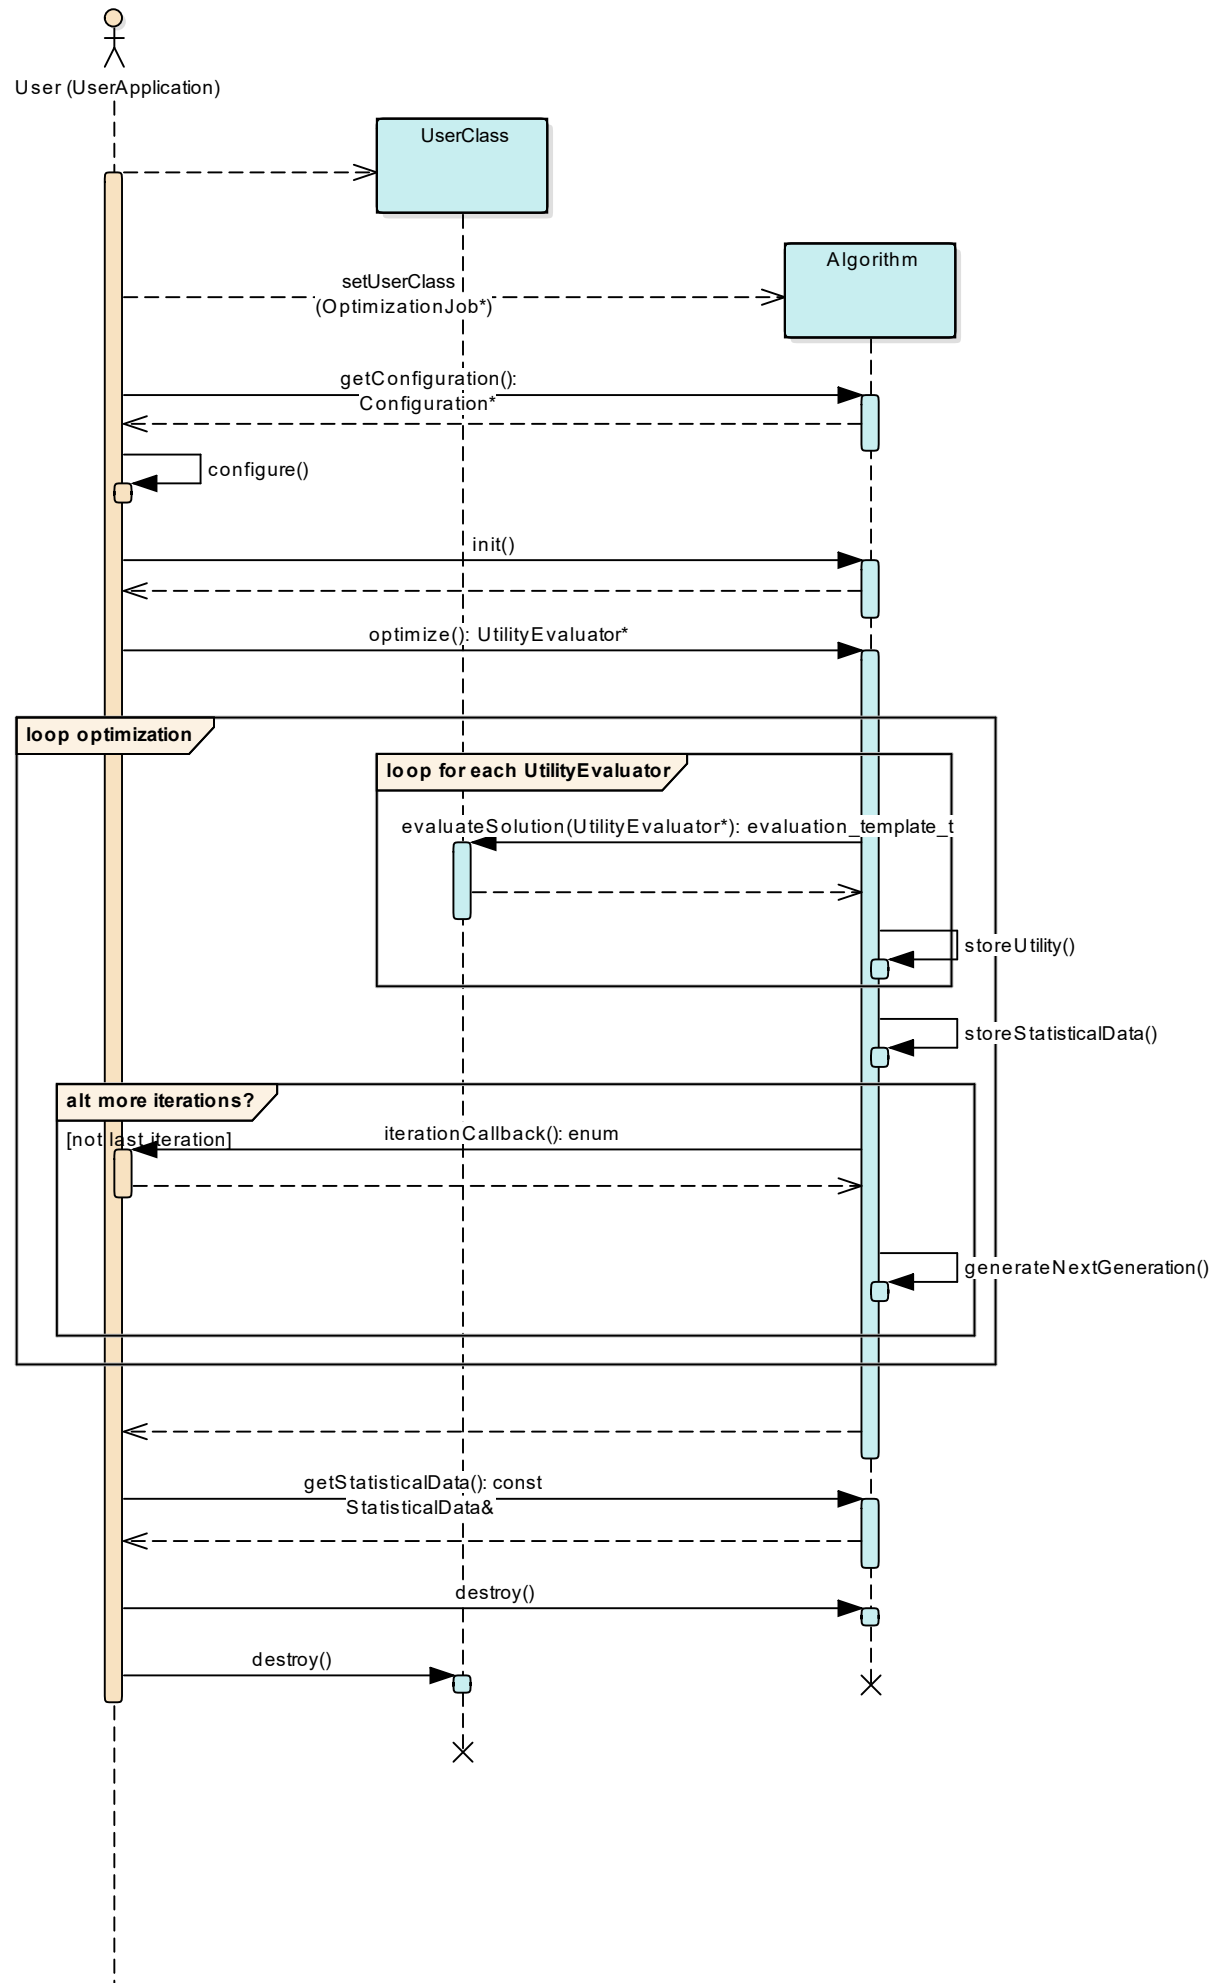 User (UserApplication)
UserClass
Algorithm
setUserClass
(OptimizationJob*)
getConfiguration():
Configuration*
configure()
init()
optimize(): UtilityEvaluator*
loop optimization
loop for each UtilityEvaluator
evaluateSolution(UtilityEvaluator*): evaluation_template_t
storeUtility()
storeStatisticalData()
alt more iterations?
[not last iteration]
iterationCallback(): enum
generateNextGeneration()
getStatisticalData(): const
StatisticalData&
destroy()
destroy()